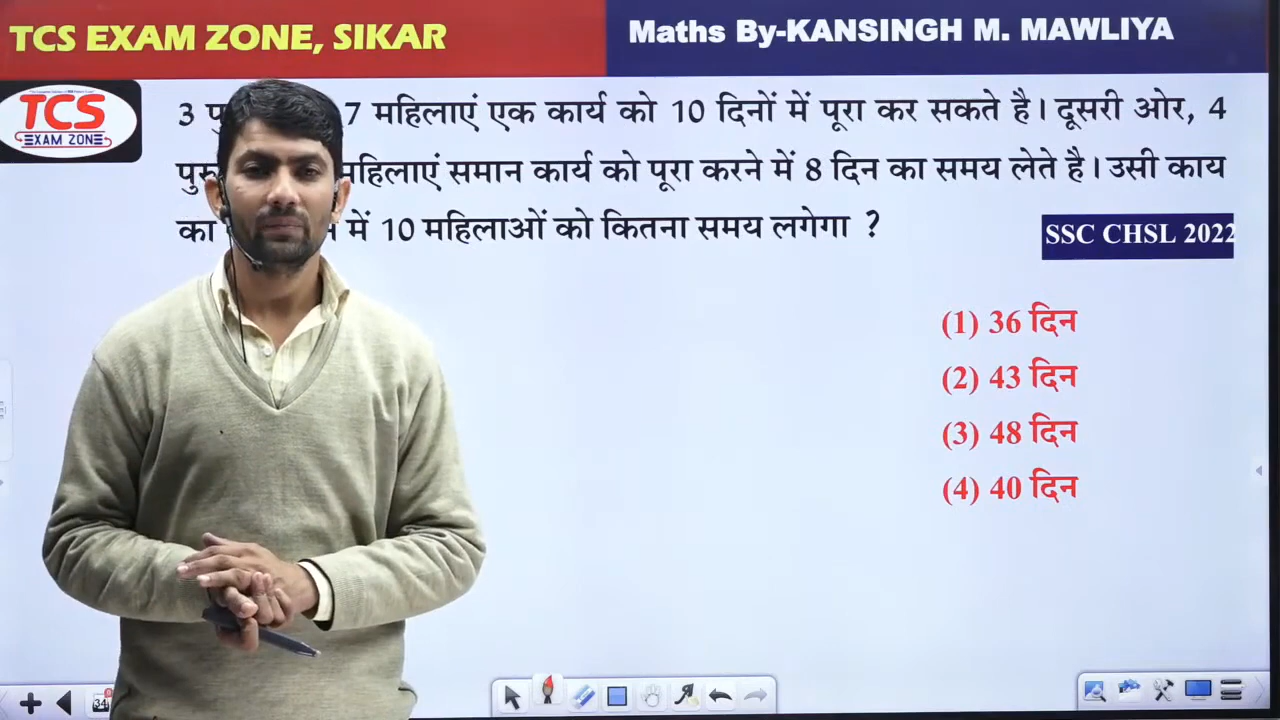 TCS EXAM ZONE, SIKAR
Maths By-KANSINGH M. MAWLIYA
TCS
EXAM ZONE
3 7 महिलाएं एक कार्य को 10 दिनों में पूरा कर सकते है। दूसरी ओर, 4
महिलाएं समान कार्य को पूरा करने में 8 दिन का समय लेते है। उसी काय
का में 10 महिलाओं को कितना समय लगेगा ?
SSC CHSL 2022
(1) 36 दिन
(2) 43 दिन
(3) 48 दिन
(4) 40 दिन
34